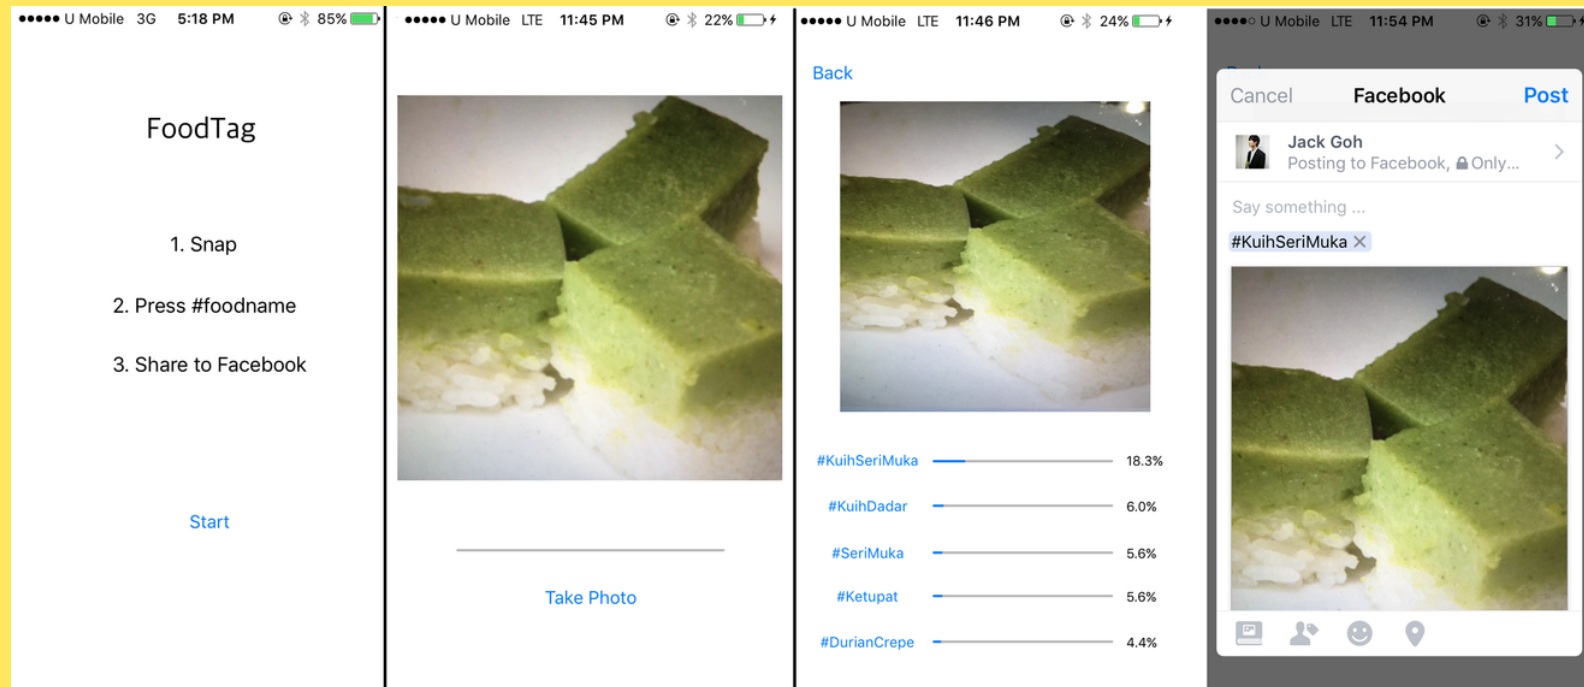 U Mobile 3G 5:18 PM 85%
FoodTag
1. Snap
2. Press #foodname
3. Share to Facebook
Start
U Mobile LTE 11:45 PM 22%
Take Photo
U Mobile LTE 11:46 PM 24%
Back
#KuihSeriMuka 18.3%
#KuihDadar 6.0%
#SeriMuka 5.6%
#Ketupat 5.6%
#DurianCrepe 4.4%
U Mobile LTE 11:54 PM 31%
Cancel Facebook Post
Jack Goh
Posting to Facebook, Only...
Say something ...
#KuihSeriMuka